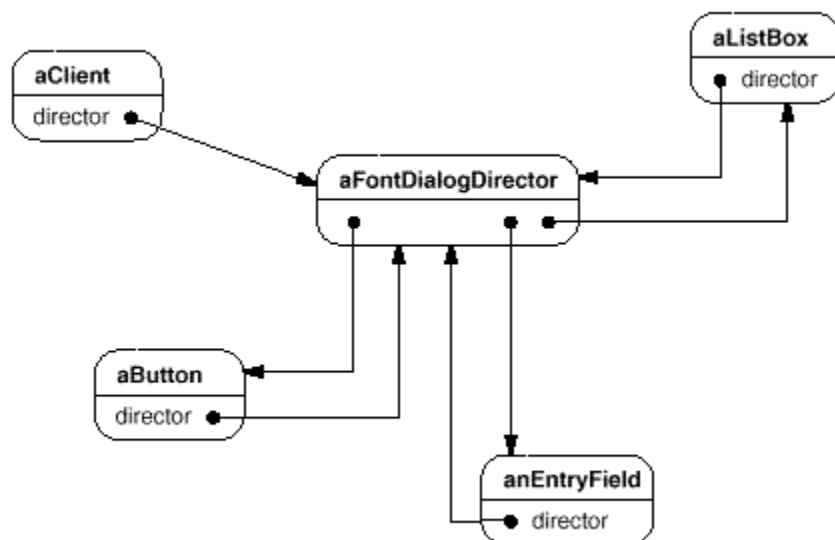 aListBox
director
aClient
director
aFontDialogDirector
aButton
director
anEntryField
director